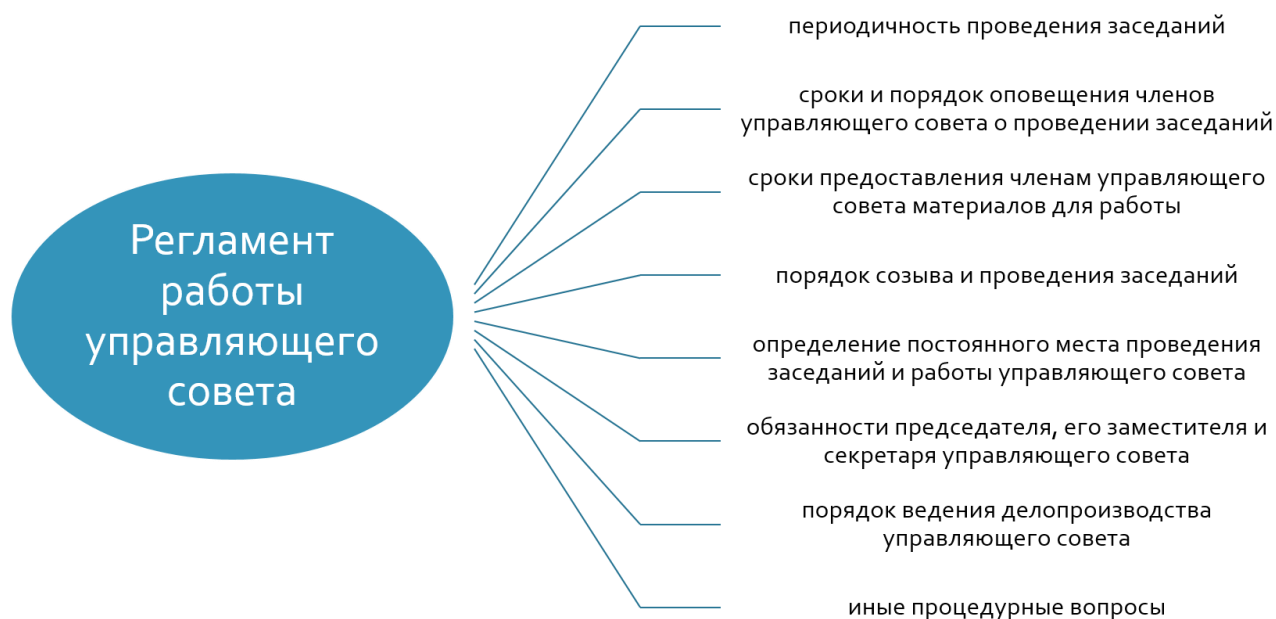 Регламент
работы
управляющего
совета
периодичность проведения заседаний
сроки и порядок оповещения членов
управляющего совета о проведении заседаний
сроки предоставления членам управляющего
совета материалов для работы
порядок созыва и проведения заседаний
определение постоянного места проведения
заседаний и работы управляющего совета
обязанности председателя, его заместителя и
секретаря управляющего совета
порядок ведения делопроизводства
управляющего совета
иные процедурные вопросы